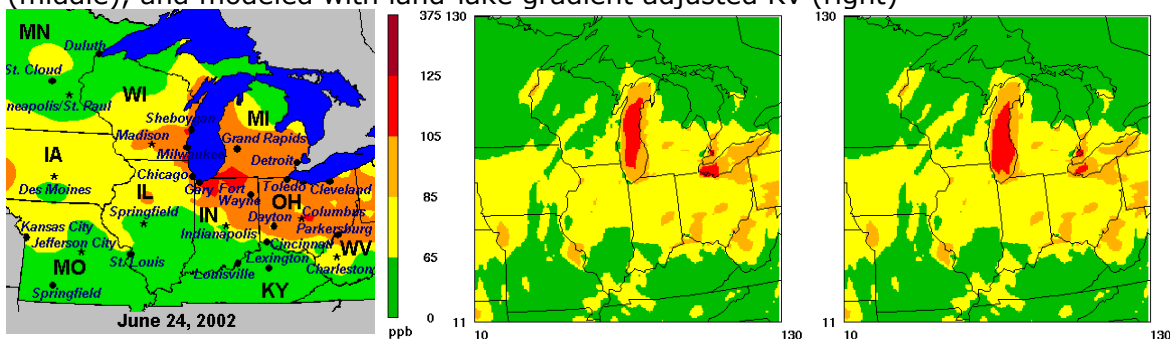 (middle), and modeled with land-lake gradient adjusted Kv (right)
MN
Duluth
St. Cloud
neapolis/St. Paul
WI
MI
Sheboygan
Madison
Grand Rapids
Milwaukee
Detroit
IA
Chicago
Des Moines
Gary
Fort
Wayne
Toledo
Cleveland
IL
IN
OH
Springfield
Dayton
Columbus
Kansas City
Indianapolis
Parkersburg
Jefferson City
Cincinnati
WV
MO
St. Louis
Lexington
Louisville
Charleston
Springfield
KY
June 24, 2002
375
125
105
85
65
0
ppb
130
11
10
130
130
11
10
130